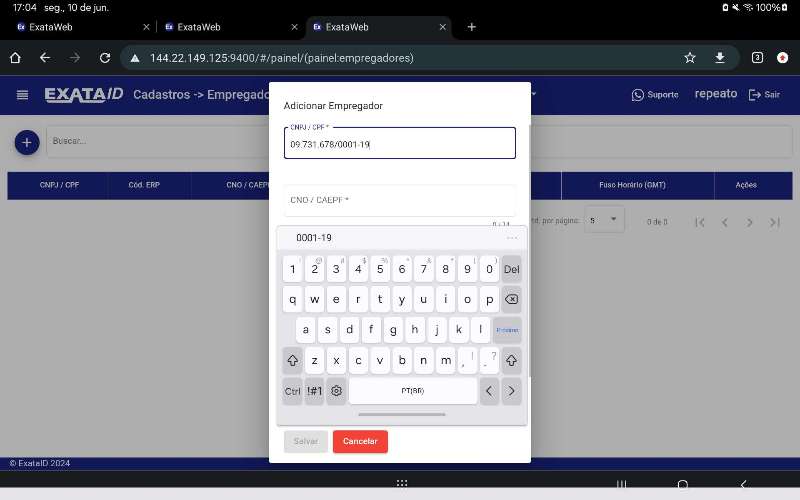 17:04 seg., 10 de jun.
100%
ExataWeb
ExataWeb
ExataWeb
144.22.149.125:9400/#/painel/(painel:empregadores)
3
EXATAID Cadastros -> Empregado
Suporte
repeato
Sair
Adicionar Empregador
CNPJ / CPF *
09.731.678/0001-19
Buscar...
CNPJ / CPF
Cód. ERP
CNO / CAEPF
Fuso Horário (GMT)
Ações
CNO / CAEPF *
0 / 14
por página:
5
0 de 0
0001-19
1 2 3 4 5 6 7 8 9 0 Del
q w e r t y u i o p
a s d f g h j k l Próximo
z x c v b n m , ! . ?
Ctrl !#1 PT(BR)
Salvar
Cancelar
© ExataID 2024